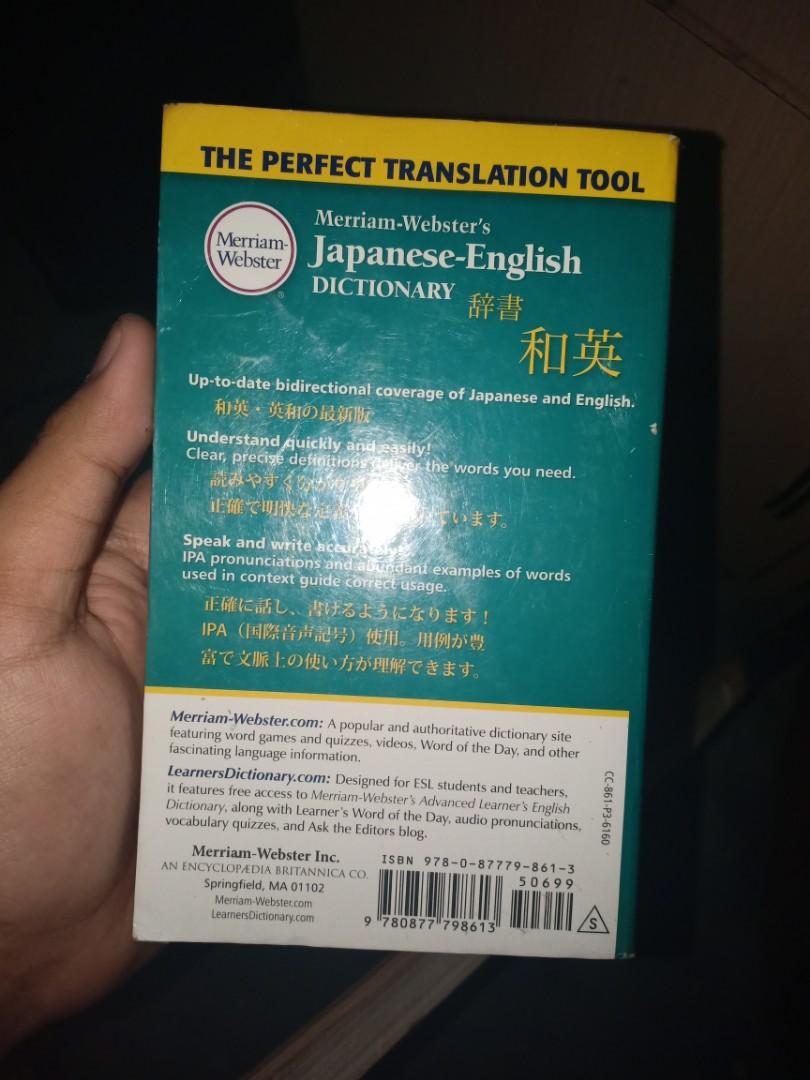 THE PERFECT TRANSLATION TOOL
Merriam-
Webster
®
Merriam-Webster's
Japanese-English
DICTIONARY 辞書
和英
Up-to-date bidirectional coverage of Japanese and English.
和英・英和の最新版
Understand quickly and easily!
Clear, precise definitions deliver the words you need.
読みやすく
正確で明快な ています。
Speak and write accurately!
IPA pronunciations and abundant examples of words
used in context guide correct usage.
正確に話し、書けるようになります！
IPA（国際音声記号）使用。用例が豊
富で文脈上の使い方が理解できます。
Merriam-Webster.com: A popular and authoritative dictionary site
featuring word games and quizzes, videos, Word of the Day, and other
fascinating language information.
LearnersDictionary.com: Designed for ESL students and teachers,
it features free access to Merriam-Webster's Advanced Learner's English
Dictionary, along with Learner's Word of the Day, audio pronunciations,
vocabulary quizzes, and Ask the Editors blog.
CC-861-P3-6160
Merriam-Webster Inc.
AN ENCYCLOPÆDIA BRITANNICA CO.
Springfield, MA 01102
Merriam-Webster.com
LearnersDictionary.com
ISBN 978-0-87779-861-3
50699
9 780877 798613
S